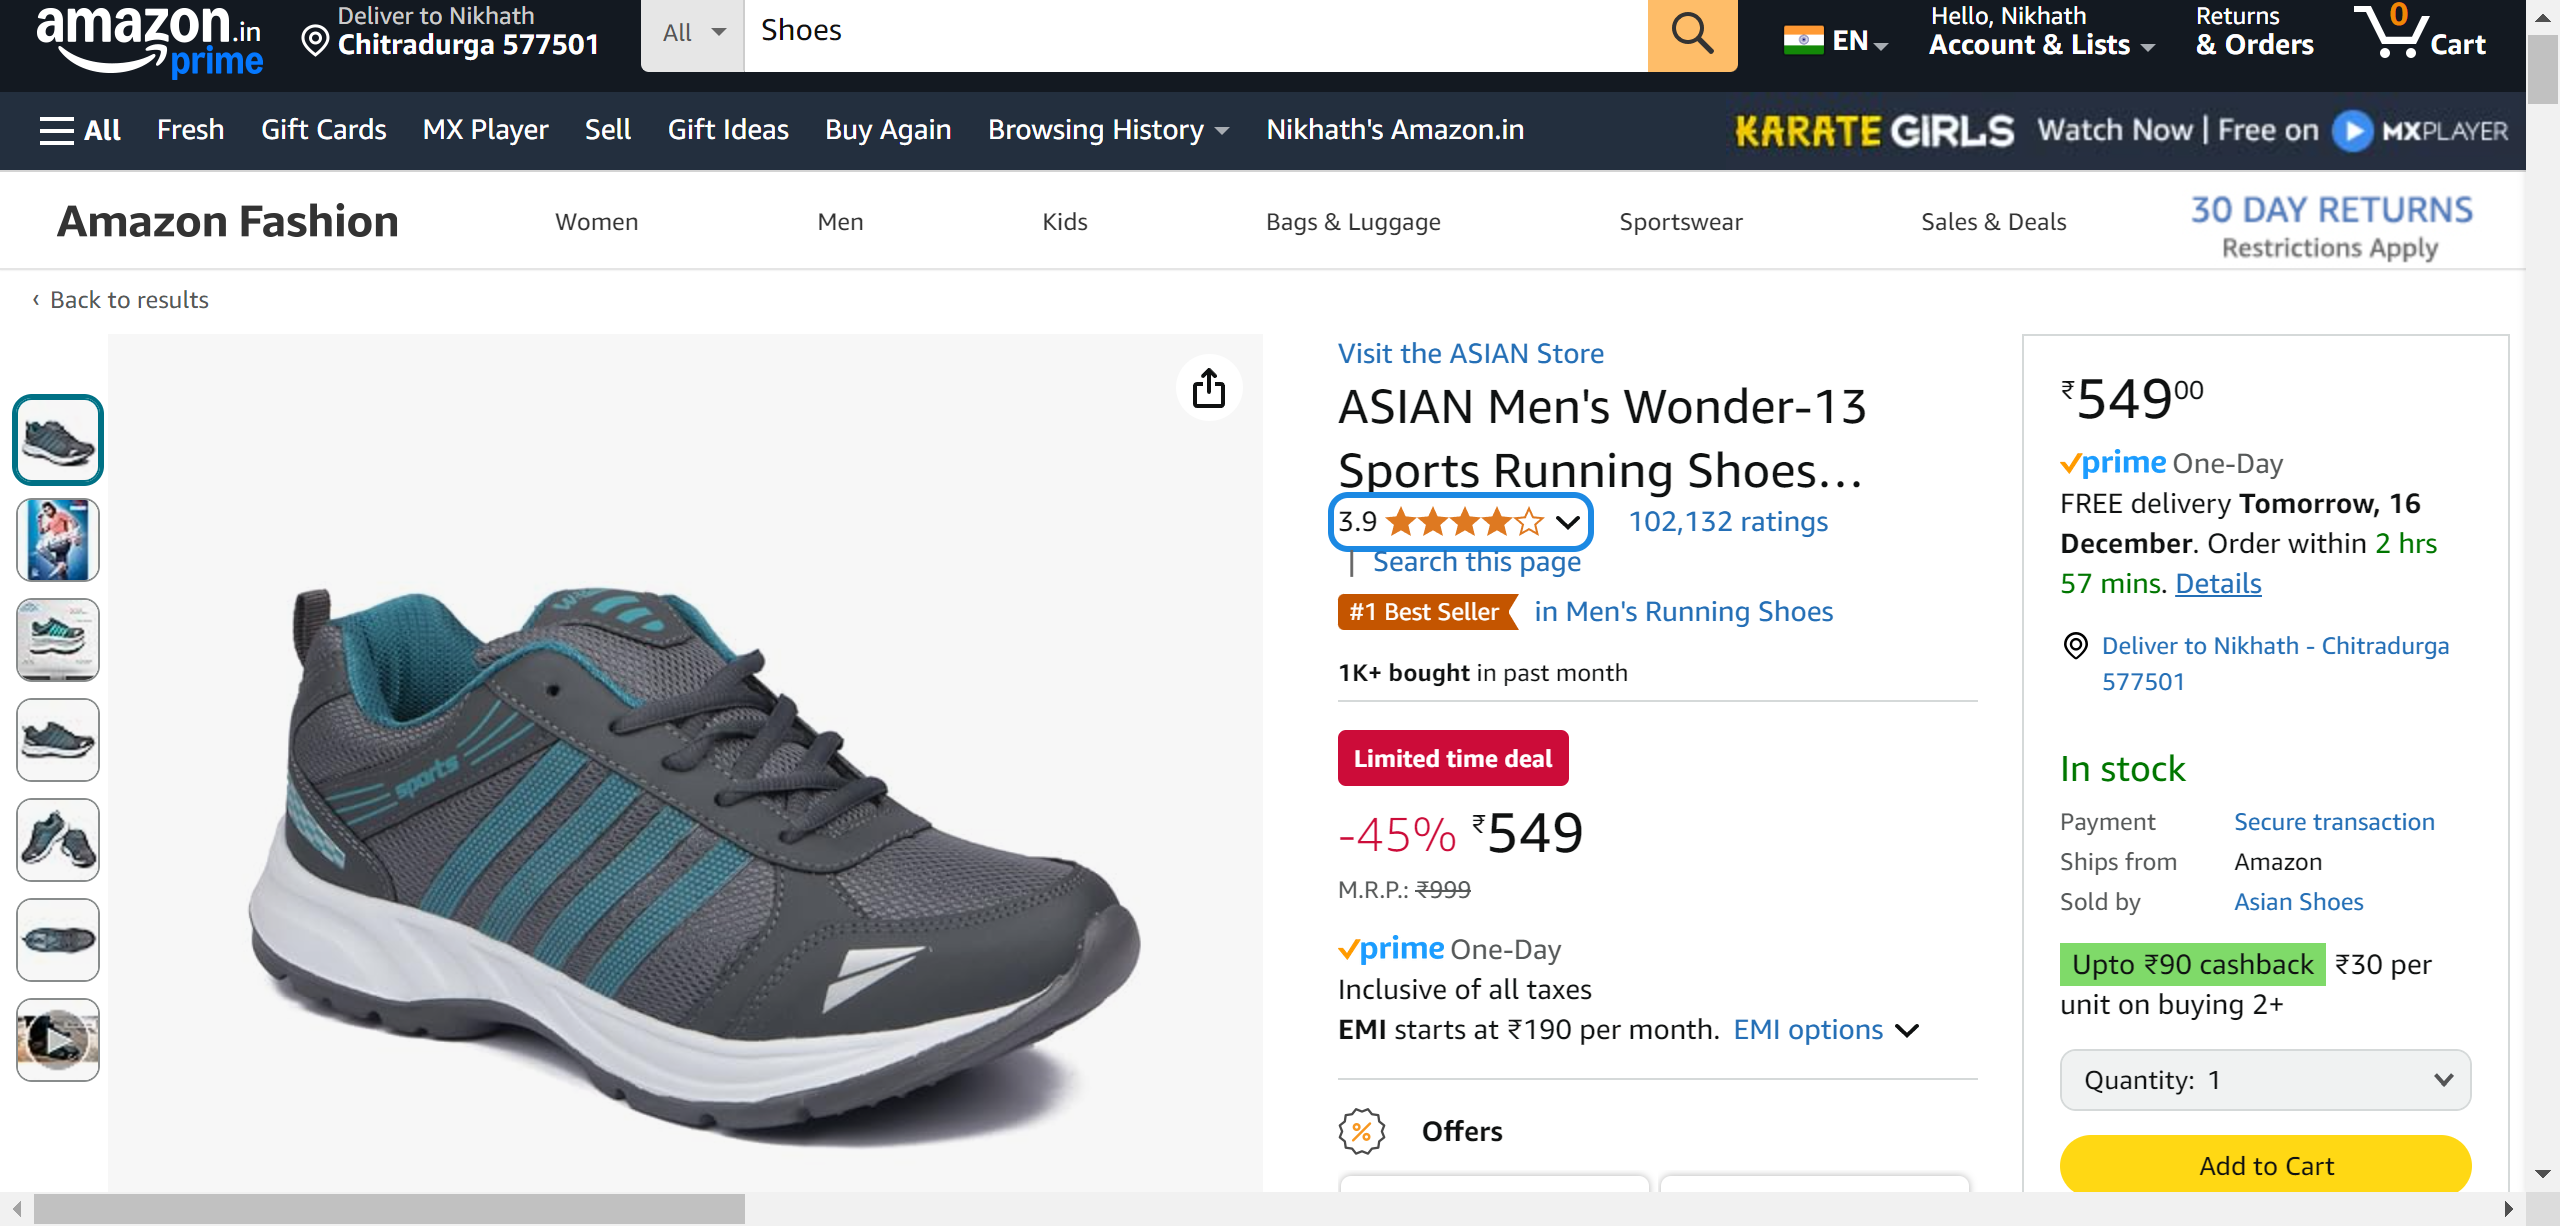 amazon.in
prime
Deliver to Nikhath
Chitradurga 577501
All
Shoes
EN
Hello, Nikhath
Account & Lists
Returns
& Orders
0
Cart
All
Fresh
Gift Cards
MX Player
Sell
Gift Ideas
Buy Again
Browsing History
Nikhath's Amazon.in
KARATE GIRLS Watch Now | Free on MXPLAYER
Amazon Fashion
Women
Men
Kids
Bags & Luggage
Sportswear
Sales & Deals
30 DAY RETURNS
Restrictions Apply
‹ Back to results
sports
Visit the ASIAN Store
ASIAN Men's Wonder-13
Sports Running Shoes...
3.9
102,132 ratings
| Search this page
#1 Best Seller in Men's Running Shoes
1K+ bought in past month
Limited time deal
-45% ₹549
M.R.P.: ₹999
prime One-Day
Inclusive of all taxes
EMI starts at ₹190 per month. EMI options
% Offers
₹54900
prime One-Day
FREE delivery Tomorrow, 16
December. Order within 2 hrs
57 mins. Details
Deliver to Nikhath - Chitradurga
577501
In stock
Payment Secure transaction
Ships from Amazon
Sold by Asian Shoes
Upto ₹90 cashback ₹30 per
unit on buying 2+
Quantity: 1
Add to Cart